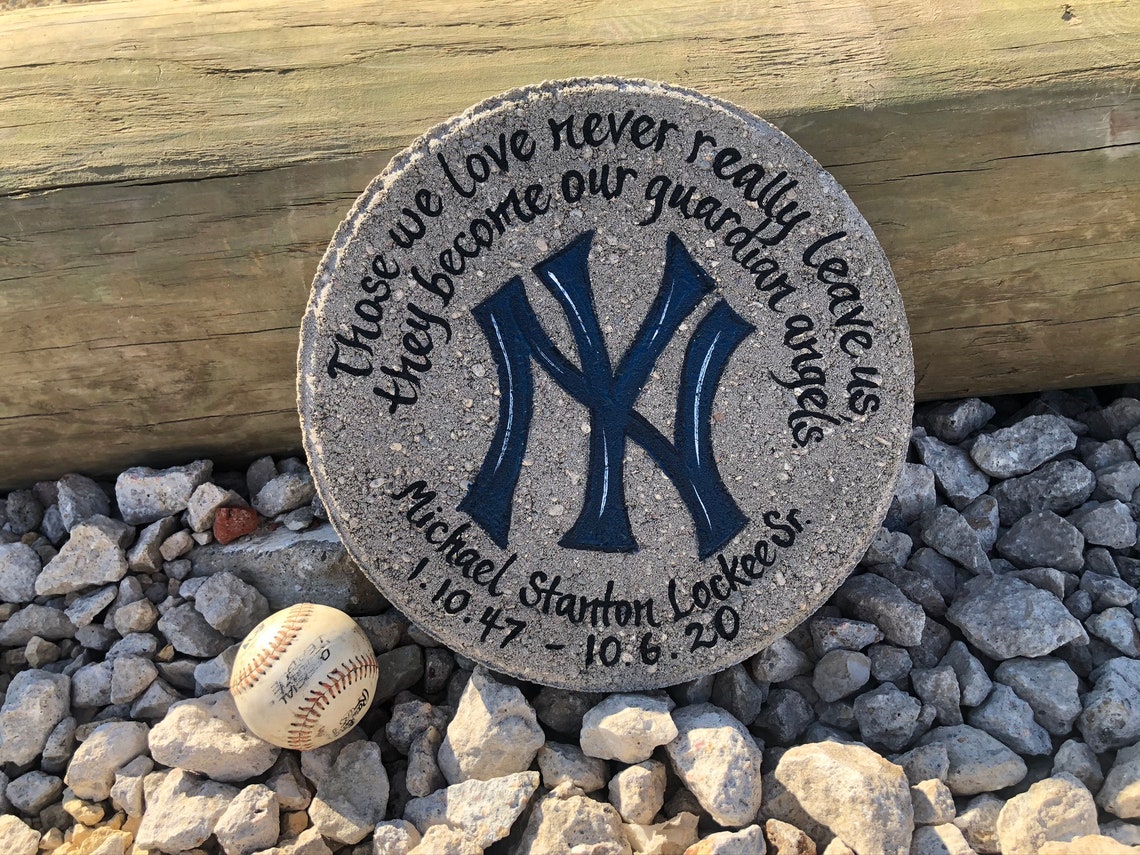 Those we love never really leave us
they become our guardian angels.
NY
Michael Stanton Lockee Sr.
1.10.47 - 10.6.20